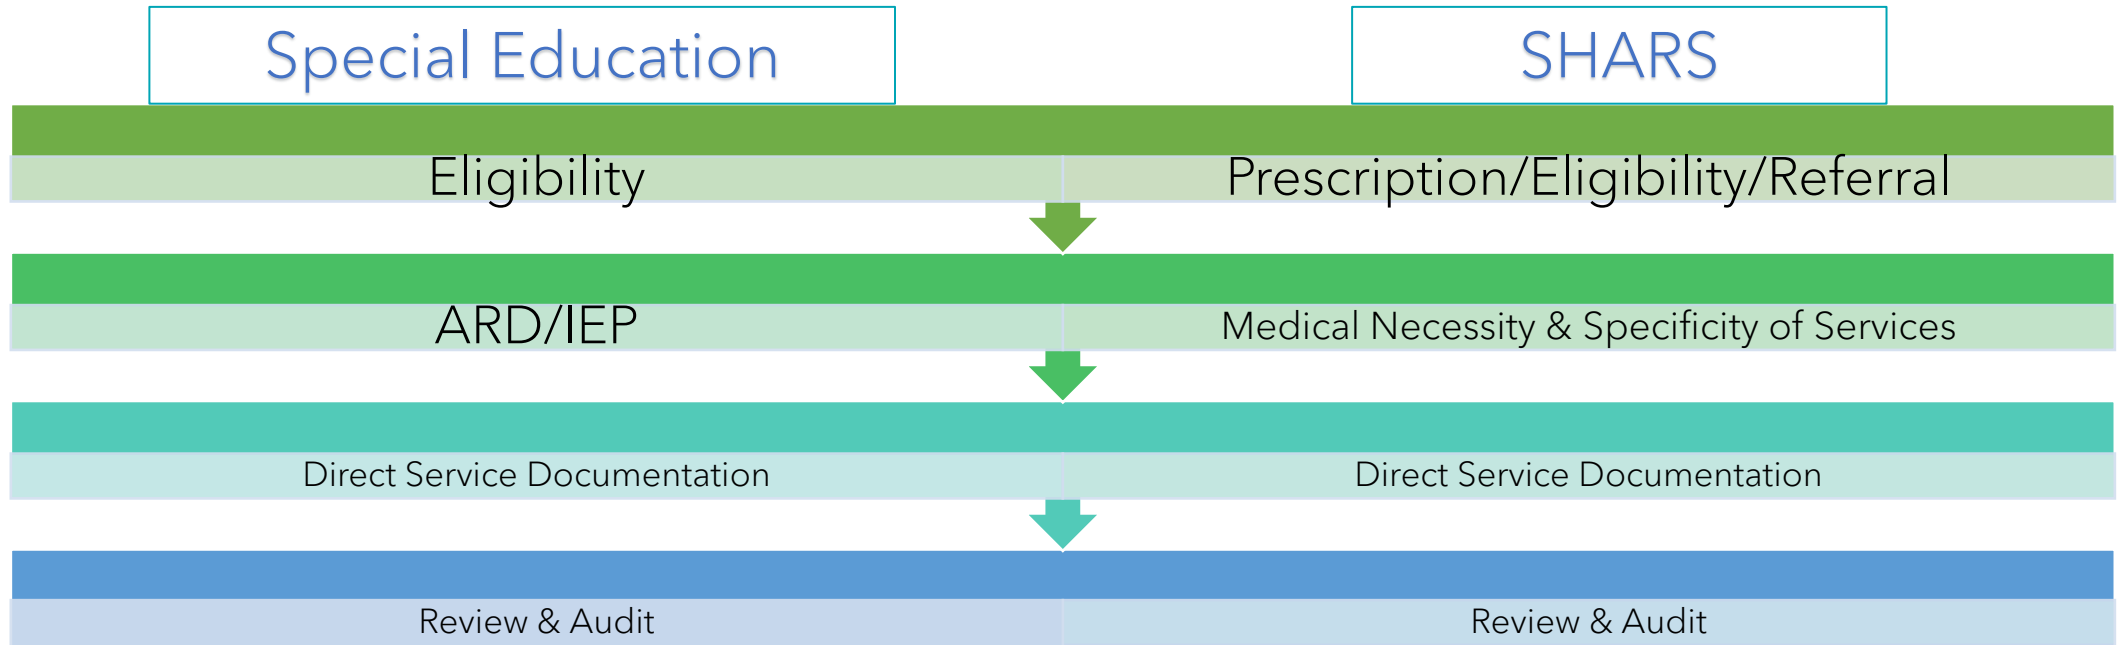 Special Education
SHARS
Eligibility
Prescription/Eligibility/Referral
ARD/IEP
Medical Necessity & Specificity of Services
Direct Service Documentation
Direct Service Documentation
Review & Audit
Review & Audit